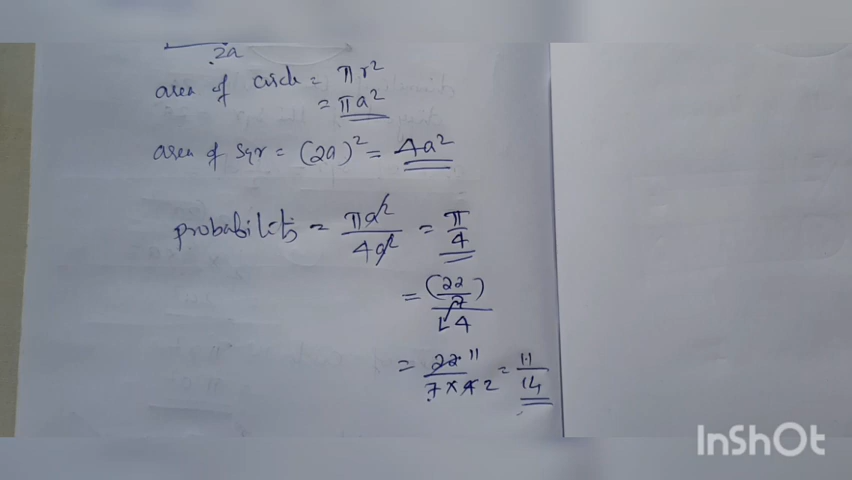 2a
area of circle = πr²
= πa²
area of sqr = (2a)² = 4a²
probability = πa²/4a² = π/4
= (22/7)/4
= 22 11/7×4 2 = 11/14
InShOt